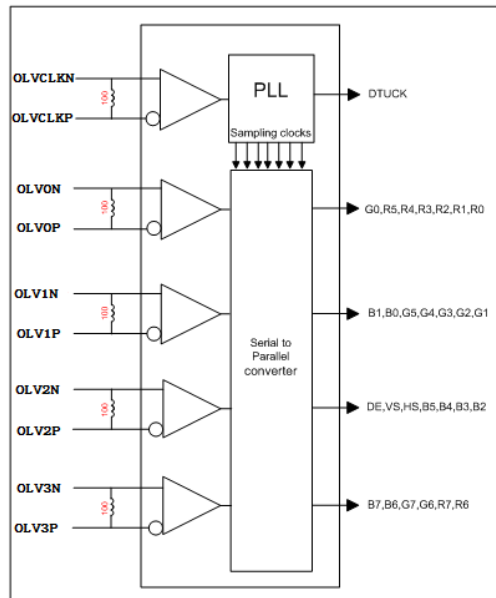 OLVCLKN
100
OLVCLKP
PLL
Sampling clocks
DTUCK
OLV0N
100
OLV0P
G0,R5,R4,R3,R2,R1,R0
OLV1N
100
OLV1P
B1,B0,G5,G4,G3,G2,G1
Serial to
Parallel
converter
OLV2N
100
OLV2P
DE,VS,HS,B5,B4,B3,B2
OLV3N
100
OLV3P
B7,B6,G7,G6,R7,R6